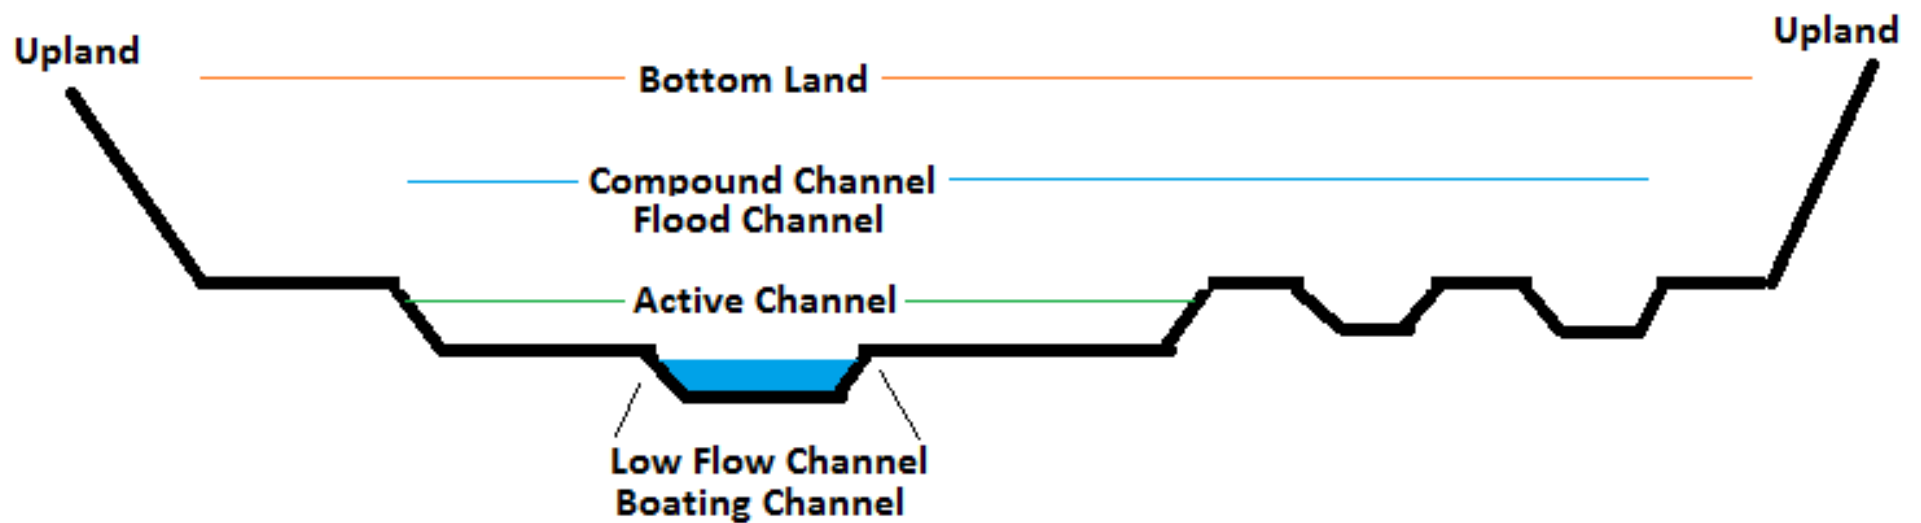 Upland
Upland
Bottom Land
Compound Channel
Flood Channel
Active Channel
Low Flow Channel
Boating Channel